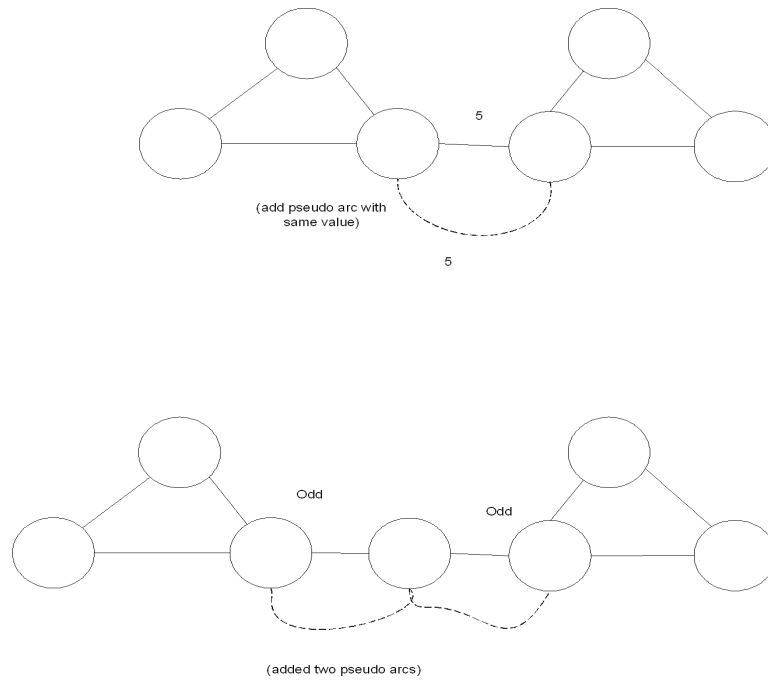 5
(add pseudo arc with
same value)
5
Odd
Odd
(added two pseudo arcs)